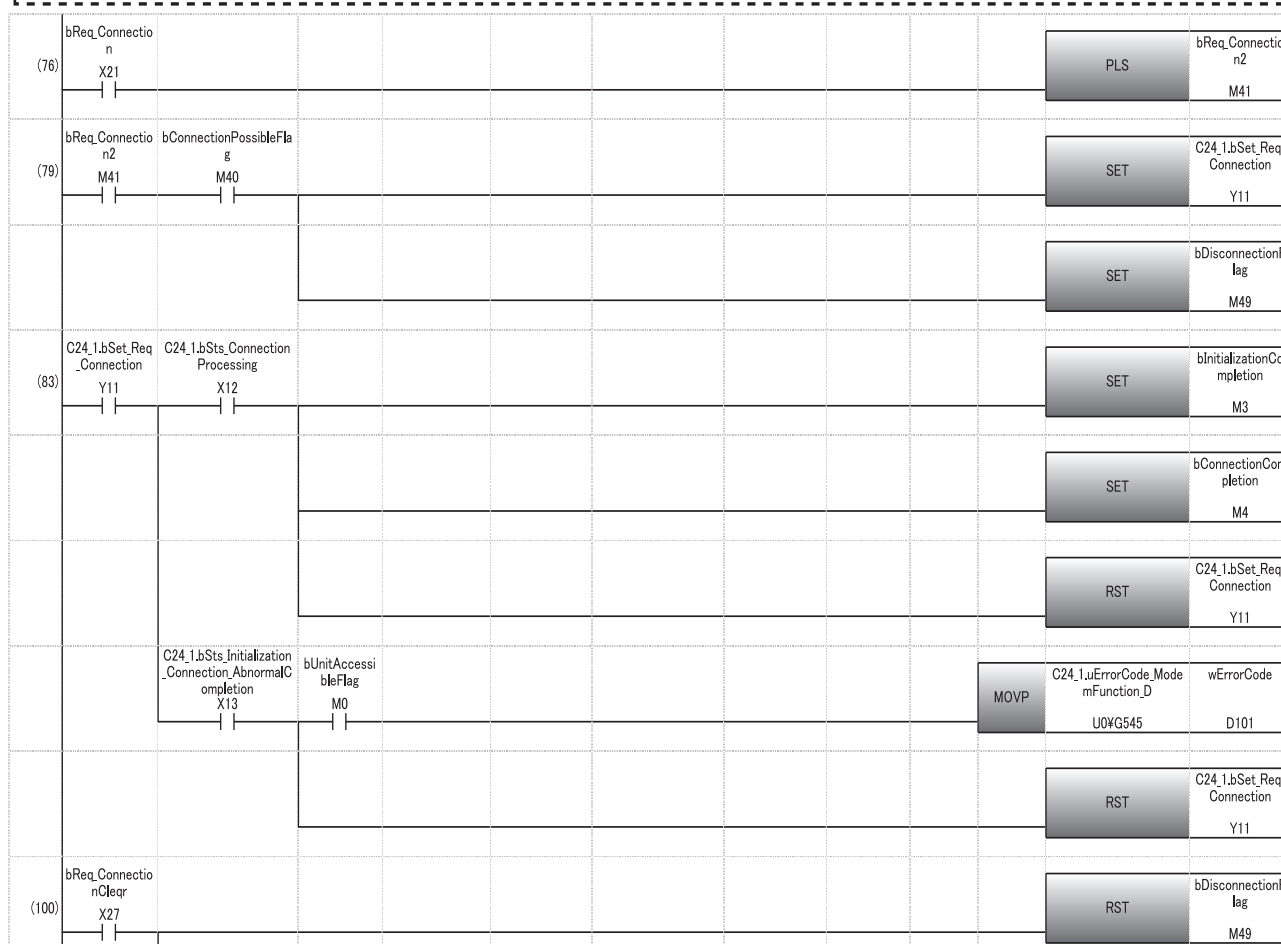 bReq_Connectio
n
(76)
X21
PLS
bReq_Connectio
n2
M41
bReq_Connectio
n2
(79)
M41
bConnectionPossibleFla
g
M40
SET
C24_1.bSet_Req
Connection
Y11
SET
bDisconnection
lag
M49
C24_1.bSet_Req
_Connection
(83)
Y11
C24_1.bSts_Connection
Processing
X12
SET
bInitializationCo
mpletion
M3
SET
bConnectionCo
pletion
M4
RST
C24_1.bSet_Req
Connection
Y11
C24_1.bSts_Initialization
_Connection_AbnormalC
ompletion
X13
bUnitAccessi
bleFlag
M0
MOVP
C24_1.uErrorCode_Mode
mFunction_D
U0¥G545
wErrorCode
D101
RST
C24_1.bSet_Req
Connection
Y11
bReq_Connectio
nCleqr
(100)
X27
RST
bDisconnection
lag
M49